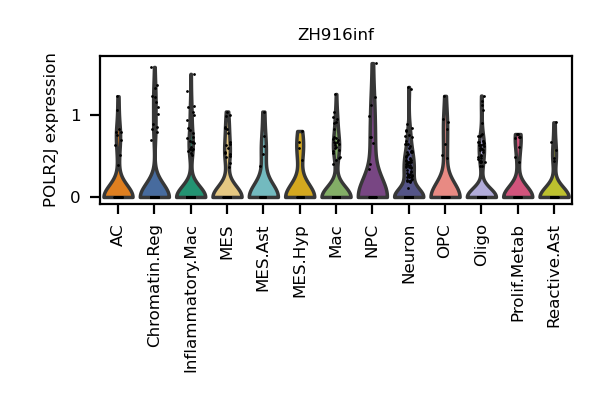 ZH916inf
POLR2J expression
1
0
AC
Chromatin.Reg
Inflammatory.Mac
MES
MES.Ast
MES.Hyp
Mac
NPC
Neuron
OPC
Oligo
Prolif.Metab
Reactive.Ast